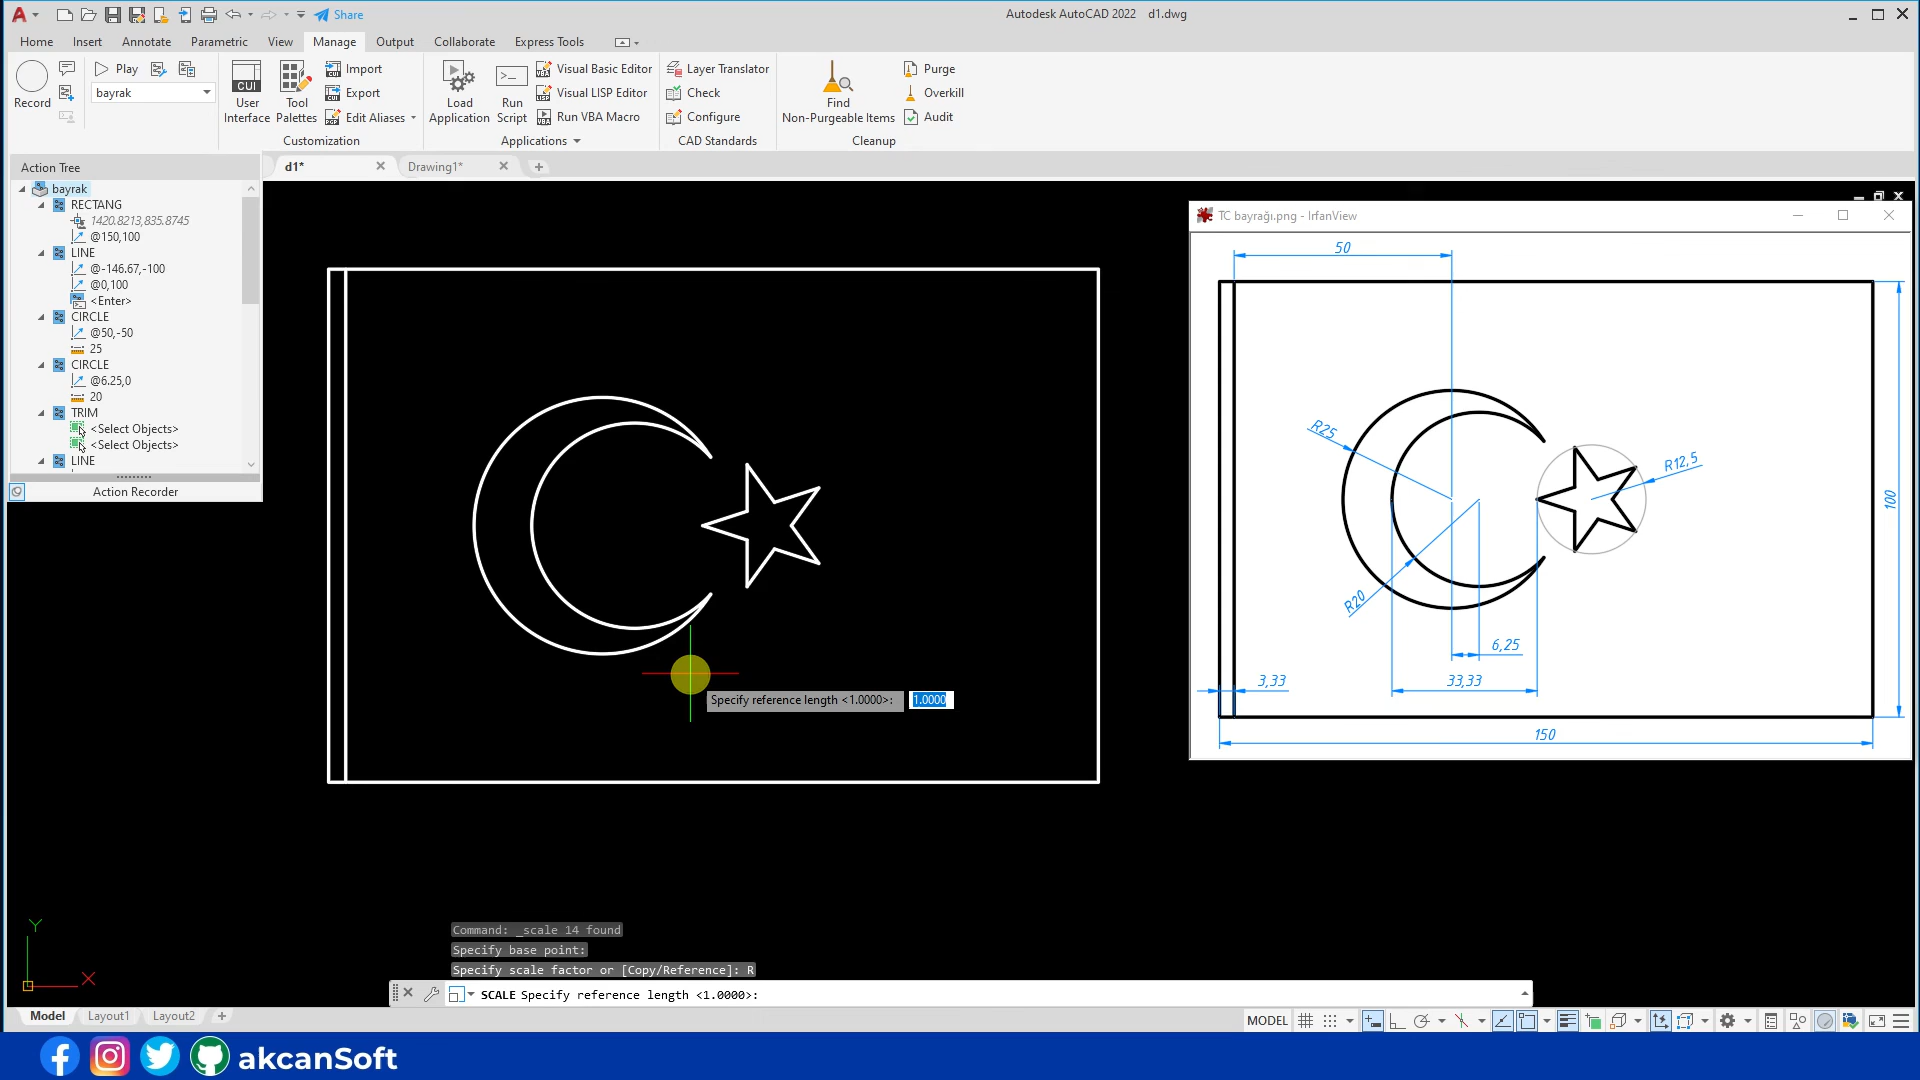 Share
Autodesk AutoCAD 2022 d1.dwg
Home Insert Annotate Parametric View Manage Output Collaborate Express Tools
Record
Play
bayrak
CUI
User Interface
Tool Palettes
Import
Export
Edit Aliases
Customization
Load Application
Run Script
Visual Basic Editor
Visual LISP Editor
Run VBA Macro
Applications
Layer Translator
Check
Configure
CAD Standards
Find Non-Purgeable Items
Purge
Overkill
Audit
Cleanup
Action Tree
d1*
Drawing1*
bayrak
RECTANG
1420.8213,835.8745
@150,100
LINE
@-146.67,-100
@0,100
<Enter>
CIRCLE
@50,-50
25
CIRCLE
@6.25,0
20
TRIM
<Select Objects>
<Select Objects>
LINE
Action Recorder
TC bayrağı.png - IrfanView
50
R25
R12,5
100
R20
6,25
3,33
33,33
150
Specify reference length <1.0000>: 1.0000
Y
X
Command: _scale 14 found
Specify base point:
Specify scale factor or [Copy/Reference]: R
SCALE Specify reference length <1.0000>:
Model Layout1 Layout2
MODEL
akcanSoft